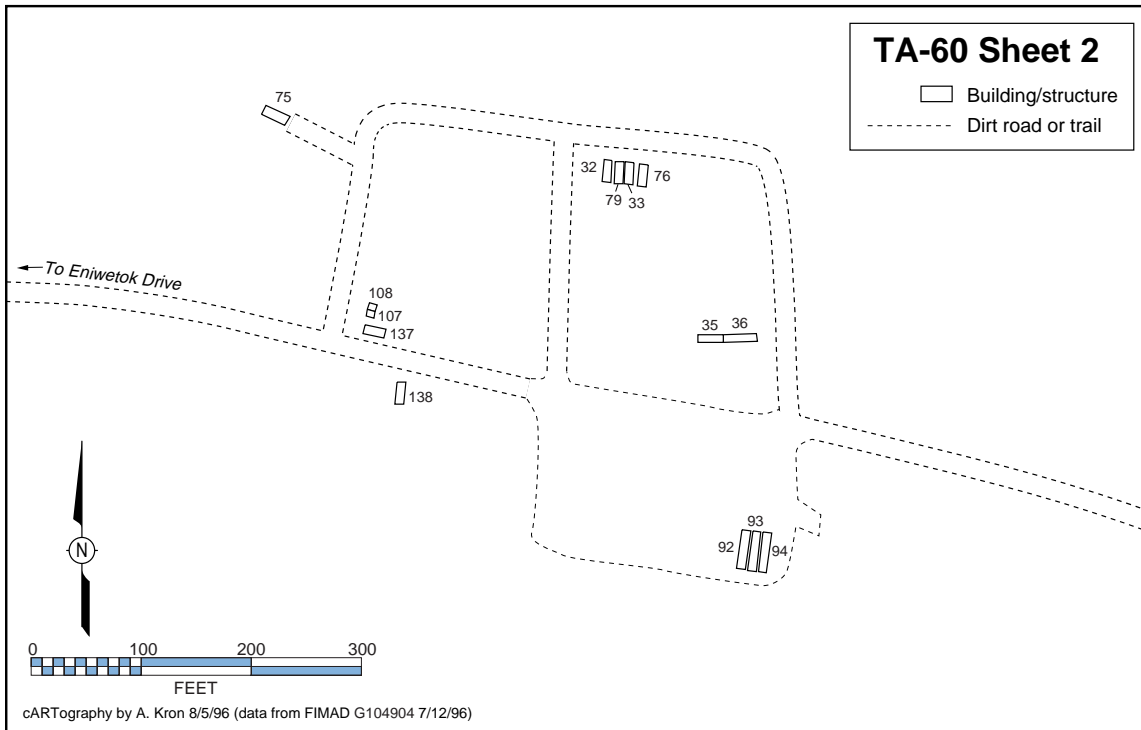 TA-60 Sheet 2
Building/structure
Dirt road or trail
75
32
76
79
33
To Eniwetok Drive
108
107
137
35
36
138
93
92
94
N
0 100 200 300
FEET
cARTography by A. Kron 8/5/96 (data from FIMAD G104904 7/12/96)